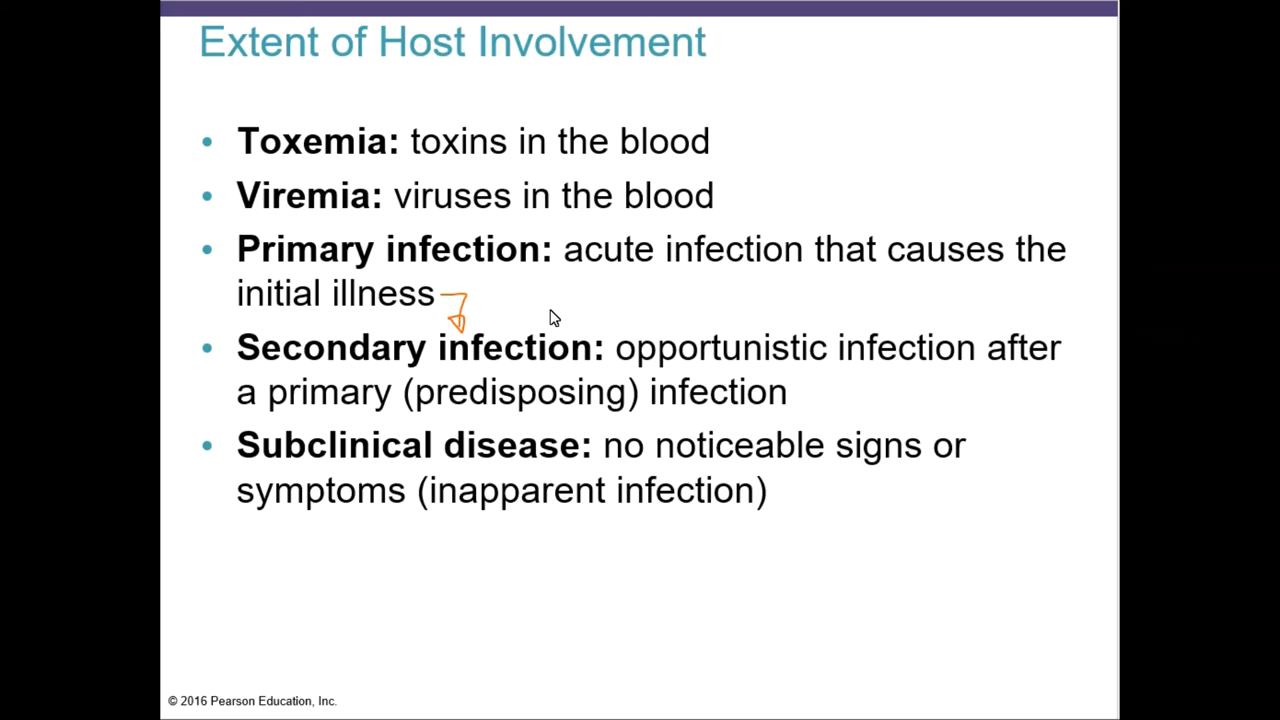 Extent of Host Involvement
• Toxemia: toxins in the blood
• Viremia: viruses in the blood
• Primary infection: acute infection that causes the
initial illness
• Secondary infection: opportunistic infection after
a primary (predisposing) infection
• Subclinical disease: no noticeable signs or
symptoms (inapparent infection)
© 2016 Pearson Education, Inc.